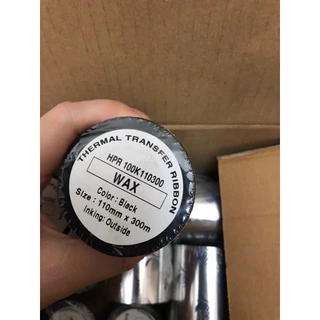 THERMAL TRANSFER RIBBON
HPR 100K110300
WAX
Color : Black
Size : 110mm x 300m
Inking: Outside